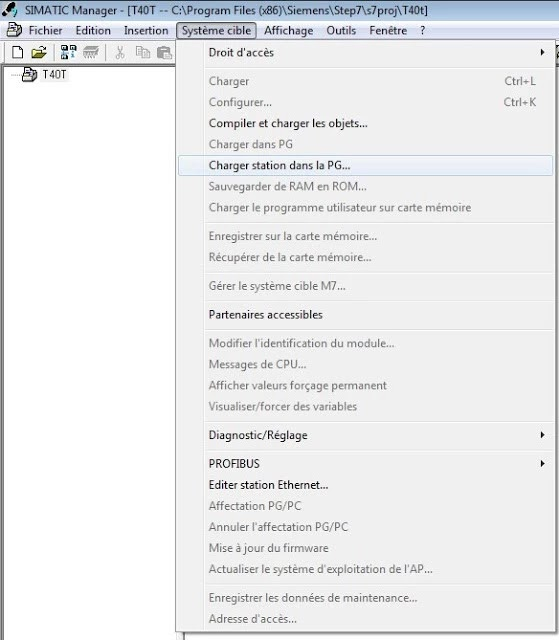 SIMATIC Manager - [T40T -- C:\Program Files (x86)\Siemens\Step7\s7proj\T40t]
Fichier Edition Insertion Système cible Affichage Outils Fenêtre ?
T40T
Droit d'accès
Charger Ctrl+L
Configurer... Ctrl+K
Compiler et charger les objets...
Charger dans PG
Charger station dans la PG...
Sauvegarder de RAM en ROM...
Charger le programme utilisateur sur carte mémoire
Enregistrer sur la carte mémoire...
Récupérer de la carte mémoire...
Gérer le système cible M7...
Partenaires accessibles
Modifier l'identification du module...
Messages de CPU...
Afficher valeurs forçage permanent
Visualiser/forcer des variables
Diagnostic/Réglage
PROFIBUS
Editer station Ethernet...
Affectation PG/PC
Annuler l'affectation PG/PC
Mise à jour du firmware
Actualiser le système d'exploitation de l'AP...
Enregistrer les données de maintenance...
Adresse d'accès...